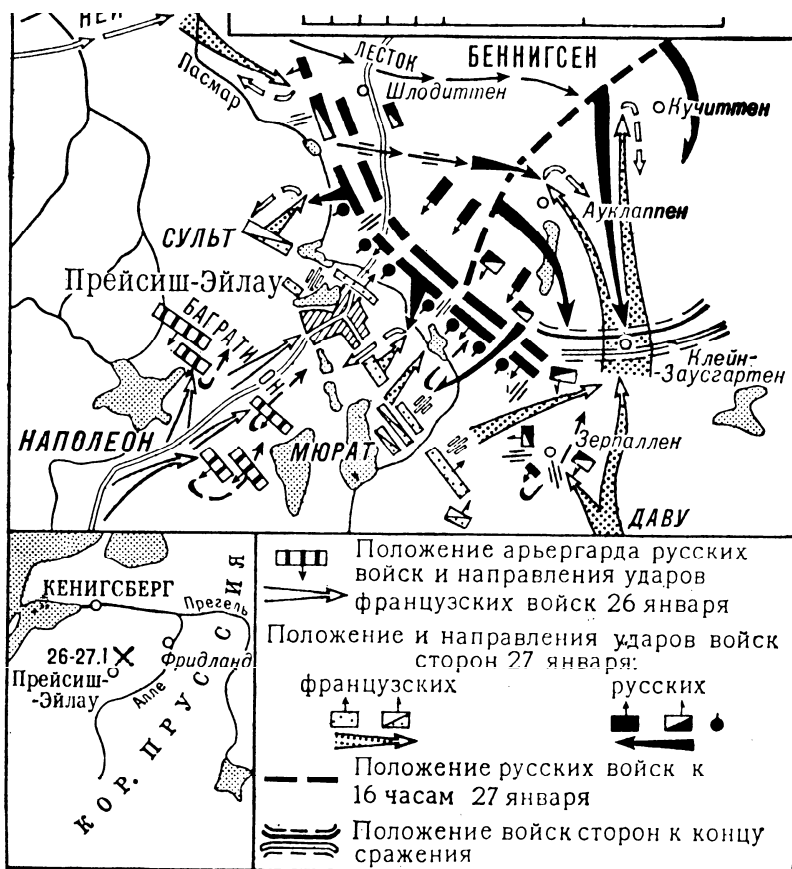 НЕЙ
ЛЕСТОК
БЕННИГСЕН
Пасмар
Шлодиттен
Кучиттен
Ауклаппен
СУЛЬТ
Прейсиш-Эйлау
БАГРАТИОН
Клейн-
-Заусгартен
НАПОЛЕОН
МЮРАТ
Зерпаллен
ДАВУ
КЕНИГСБЕРГ
Прегель
26-27.I
Фридланд
Прейсиш-
-Эйлау
Алле
КОР. ПРУССИЯ
Положение арьергарда русских
войск и направления ударов
французских войск 26 января
Положение и направления ударов войск
сторон 27 января:
французских
русских
Положение русских войск к
16 часам 27 января
Положение войск сторон к концу
сражения